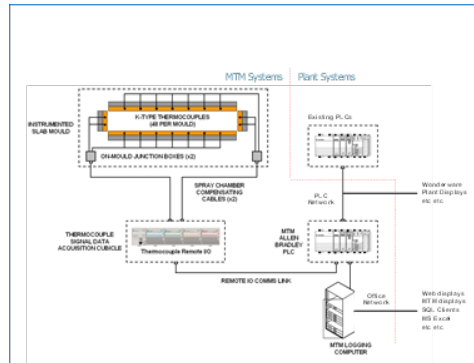 MTM Systems
Plant Systems
K-TYPE THERMOCOUPLES
(48 PER MOULD)
INSTRUMENTED
SLAB MOULD
ON-MOULD JUNCTION BOXES (x2)
Existing PLCs
SPRAY CHAMBER
COMPENSATING
CABLES (x2)
PLC
Network
Wonderware
Plant Displays
etc etc
THERMOCOUPLE
SIGNAL DATA
ACQUISITION CUBICLE
Thermocouple Remote I/O
MTM
ALLEN
BRADLEY
PLC
REMOTE IO COMMS LINK
Office
Network
Web displays
MTM displays
SQL Clients
MS Excel
etc etc
MTM LOGGING
COMPUTER